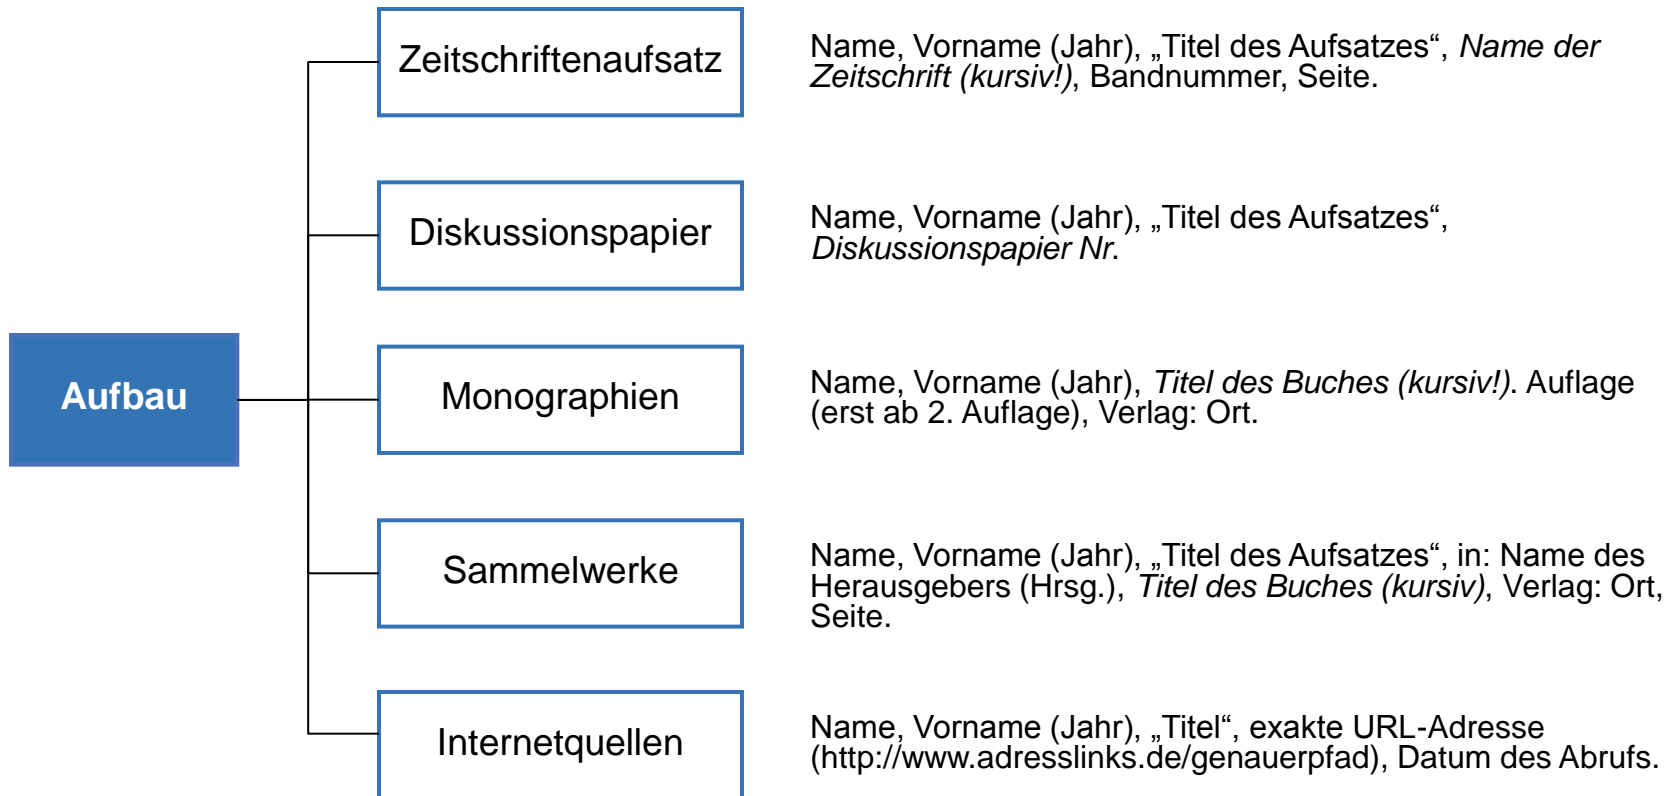 Zeitschriftenaufsatz
Name, Vorname (Jahr), „Titel des Aufsatzes“, Name der
Zeitschrift (kursiv!), Bandnummer, Seite.
Diskussionspapier
Name, Vorname (Jahr), „Titel des Aufsatzes“,
Diskussionspapier Nr.
Aufbau
Monographien
Name, Vorname (Jahr), Titel des Buches (kursiv!). Auflage
(erst ab 2. Auflage), Verlag: Ort.
Sammelwerke
Name, Vorname (Jahr), „Titel des Aufsatzes“, in: Name des
Herausgebers (Hrsg.), Titel des Buches (kursiv), Verlag: Ort,
Seite.
Internetquellen
Name, Vorname (Jahr), „Titel“, exakte URL-Adresse
(http://www.adresslinks.de/genauerpfad), Datum des Abrufs.